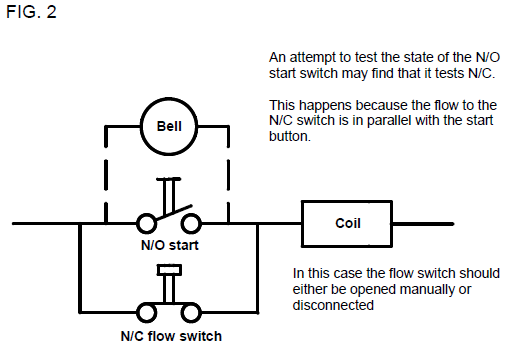 FIG. 2
An attempt to test the state of the N/O
start switch may find that it tests N/C.
This happens because the flow to the
N/C switch is in parallel with the start
button.
Bell
N/O start
Coil
In this case the flow switch should
either be opened manually or
disconnected
N/C flow switch